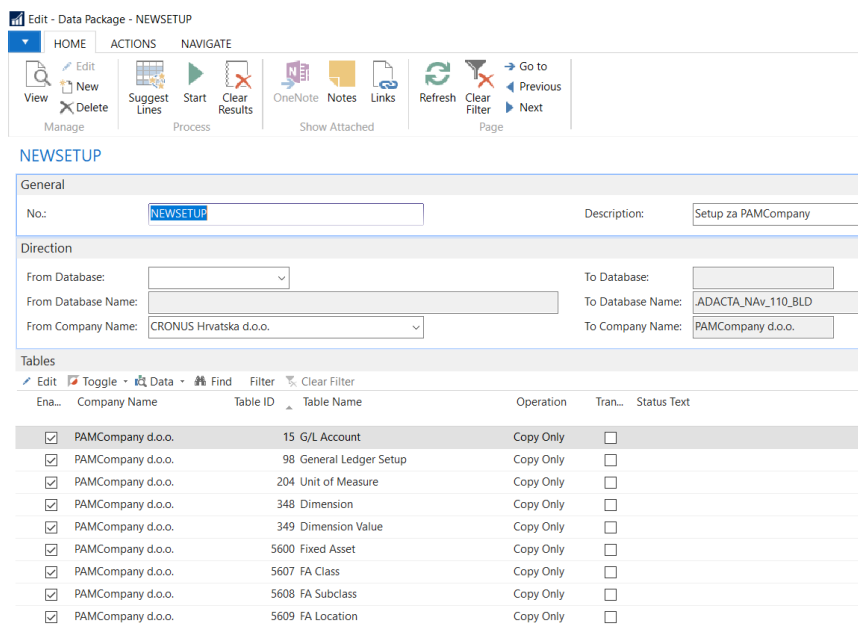 Edit - Data Package - NEWSETUP
HOME ACTIONS NAVIGATE
View Edit New Delete
Suggest Lines Start Clear Results
OneNote Notes Links
Refresh Clear Filter Go to Previous Next
Manage Process Show Attached Page
NEWSETUP
General
No.: NEWSETUP Description: Setup za PAMCompany
Direction
From Database: To Database:
From Database Name: To Database Name: .ADACTA_NAv_110_BLD
From Company Name: CRONUS Hrvatska d.o.o. To Company Name: PAMCompany d.o.o.
Tables
Edit Toggle Data Find Filter Clear Filter
Ena... Company Name Table ID Table Name Operation Tran... Status Text
PAMCompany d.o.o. 15 G/L Account Copy Only
PAMCompany d.o.o. 98 General Ledger Setup Copy Only
PAMCompany d.o.o. 204 Unit of Measure Copy Only
PAMCompany d.o.o. 348 Dimension Copy Only
PAMCompany d.o.o. 349 Dimension Value Copy Only
PAMCompany d.o.o. 5600 Fixed Asset Copy Only
PAMCompany d.o.o. 5607 FA Class Copy Only
PAMCompany d.o.o. 5608 FA Subclass Copy Only
PAMCompany d.o.o. 5609 FA Location Copy Only